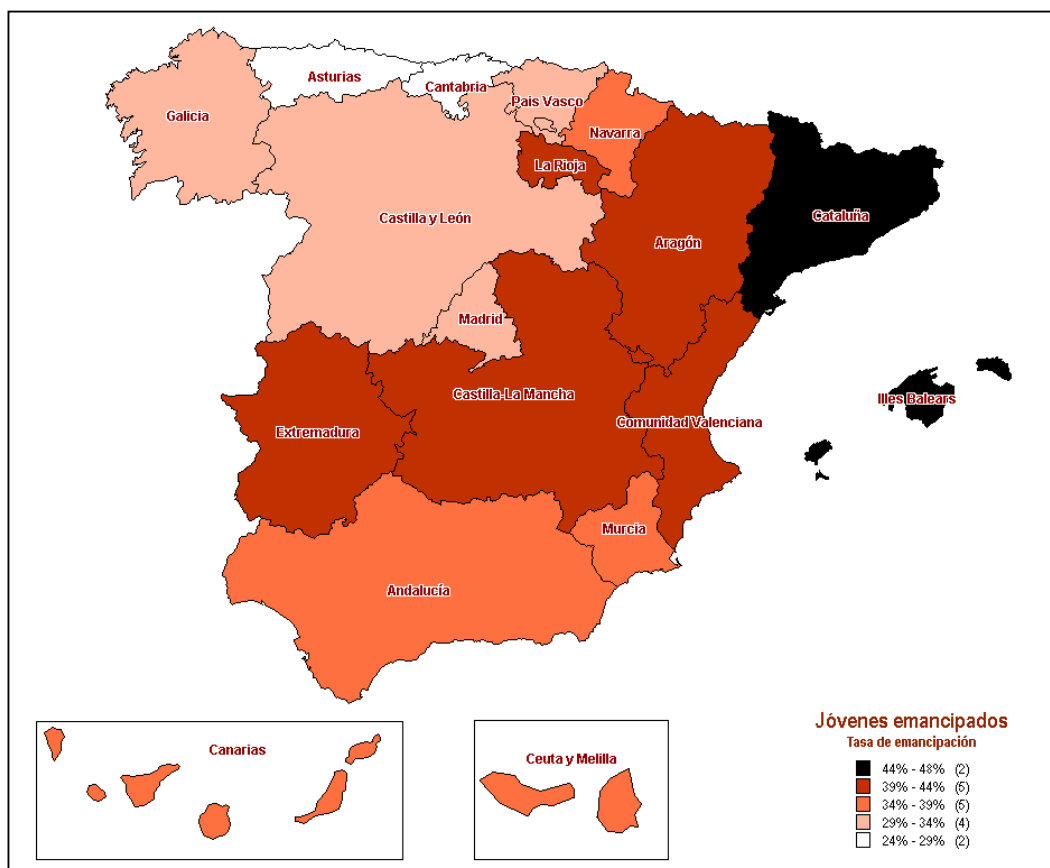 Asturias
Cantabria
Pais Vasco
Galicia
Navarra
La Rioja
Castilla y León
Cataluña
Aragón
Madrid
Castilla-La Mancha
Illes Balears
Comunidad Valenciana
Extremadura
Murcia
Andalucía
Canarias
Ceuta y Melilla
Jóvenes emancipados
Tasa de emancipación
44% - 48% (2)
39% - 44% (5)
34% - 39% (5)
29% - 34% (4)
24% - 29% (2)